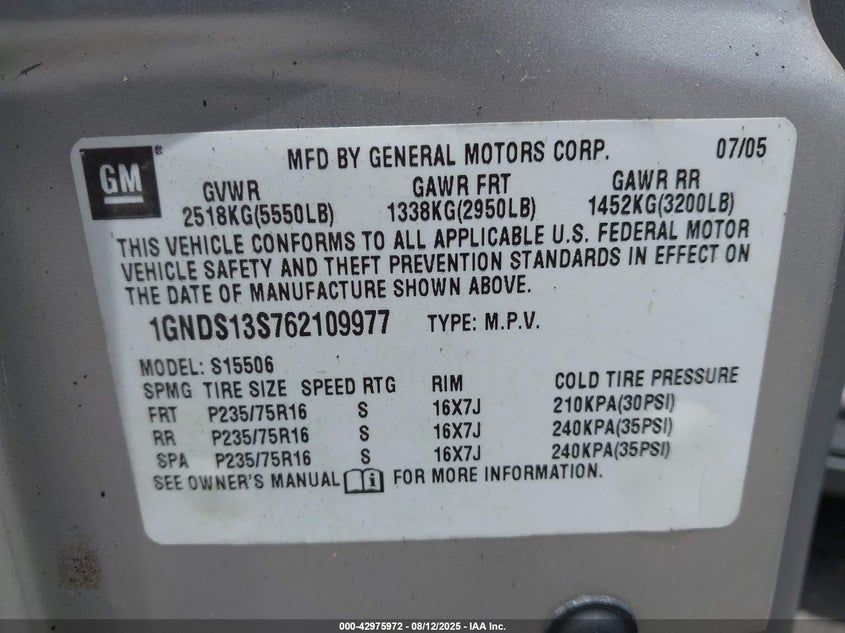 GM
MFD BY GENERAL MOTORS CORP. 07/05
GVWR GAWR FRT GAWR RR
2518KG(5550LB) 1338KG(2950LB) 1452KG(3200LB)
THIS VEHICLE CONFORMS TO ALL APPLICABLE U.S. FEDERAL MOTOR
VEHICLE SAFETY AND THEFT PREVENTION STANDARDS IN EFFECT ON
THE DATE OF MANUFACTURE SHOWN ABOVE.
1GNDS13S762109977 TYPE: M.P.V.
MODEL: S15506
SPMG TIRE SIZE SPEED RTG RIM COLD TIRE PRESSURE
FRT P235/75R16 S 16X7J 210KPA(30PSI)
RR P235/75R16 S 16X7J 240KPA(35PSI)
SPA P235/75R16 S 16X7J 240KPA(35PSI)
SEE OWNER'S MANUAL i FOR MORE INFORMATION.
000-42975972 - 08/12/2025 - IAA Inc.